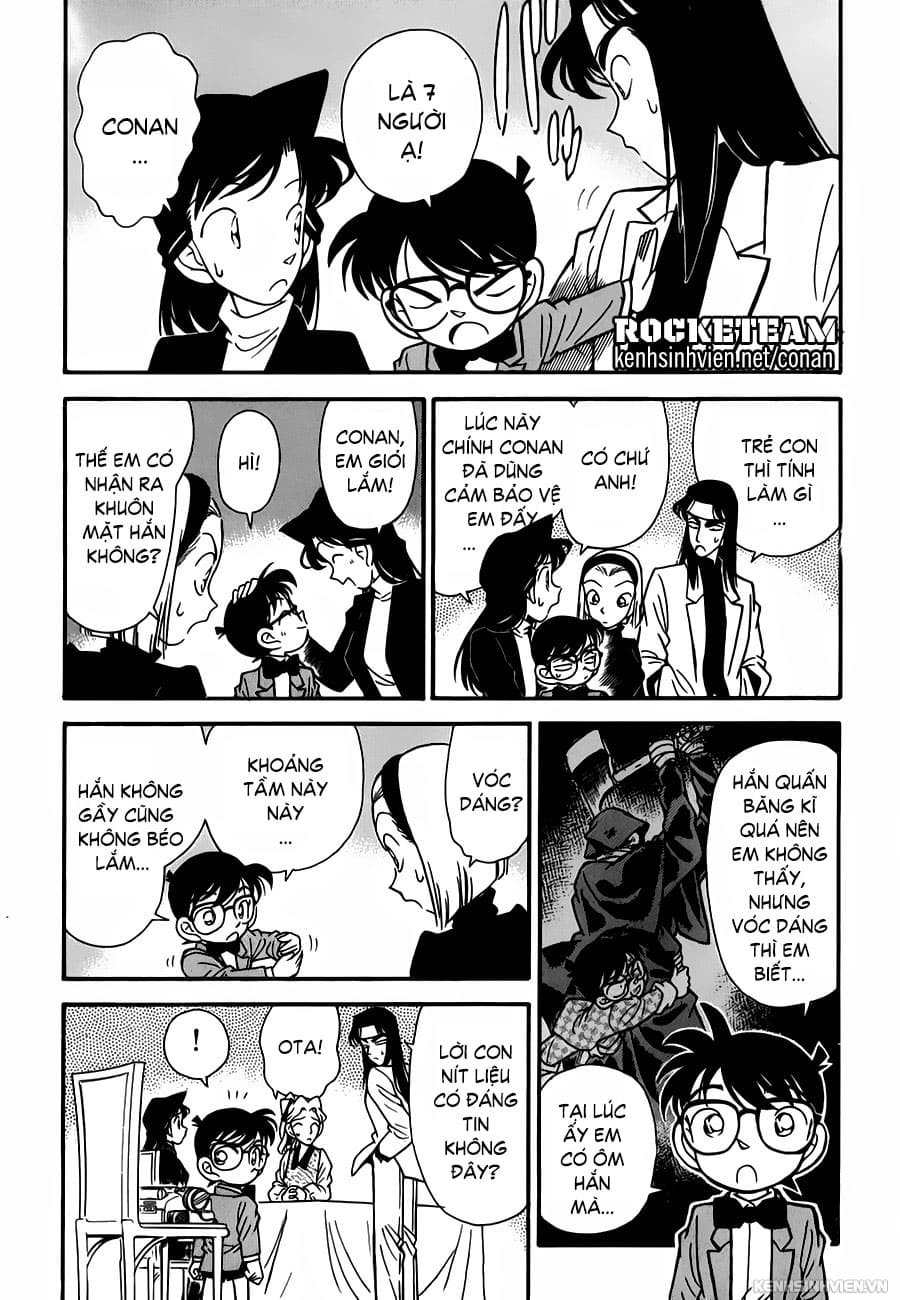 LÀ 7
NGƯỜI
Ạ!
CONAN
...
ROCKETEAM
kenhsinhvien.net/conan
TRẺ CON
THÌ TÍNH
LÀM GÌ
...
CÓ CHỨ
ANH!
LÚC NÃY
CHÍNH CONAN
ĐÃ DŨNG
CẢM BẢO VỆ
EM ĐẤY
...
CONAN,
EM GIỎI
LẮM!
HÌ!
THẾ EM CÓ
NHẬN RA
KHUÔN
MẶT HẮN
KHÔNG?
HẮN QUẤN
BĂNG KĨ
QUÁ NÊN
EM KHÔNG
THẤY,
NHƯNG
VÓC DÁNG
THÌ EM
BIẾT...
TẠI LÚC
ẤY EM
CÓ ÔM
HẮN
MÀ...
VÓC
DÁNG?
KHOẢNG
TẦM NÀY
NÀY
...
HẮN KHÔNG
GẦY CŨNG
KHÔNG BÉO
LẮM...
LỜI CON
NÍT LIỆU
CÓ ĐÁNG
TIN
KHÔNG
ĐÂY?
OTA!
!
KENHSINHVIEN.VN